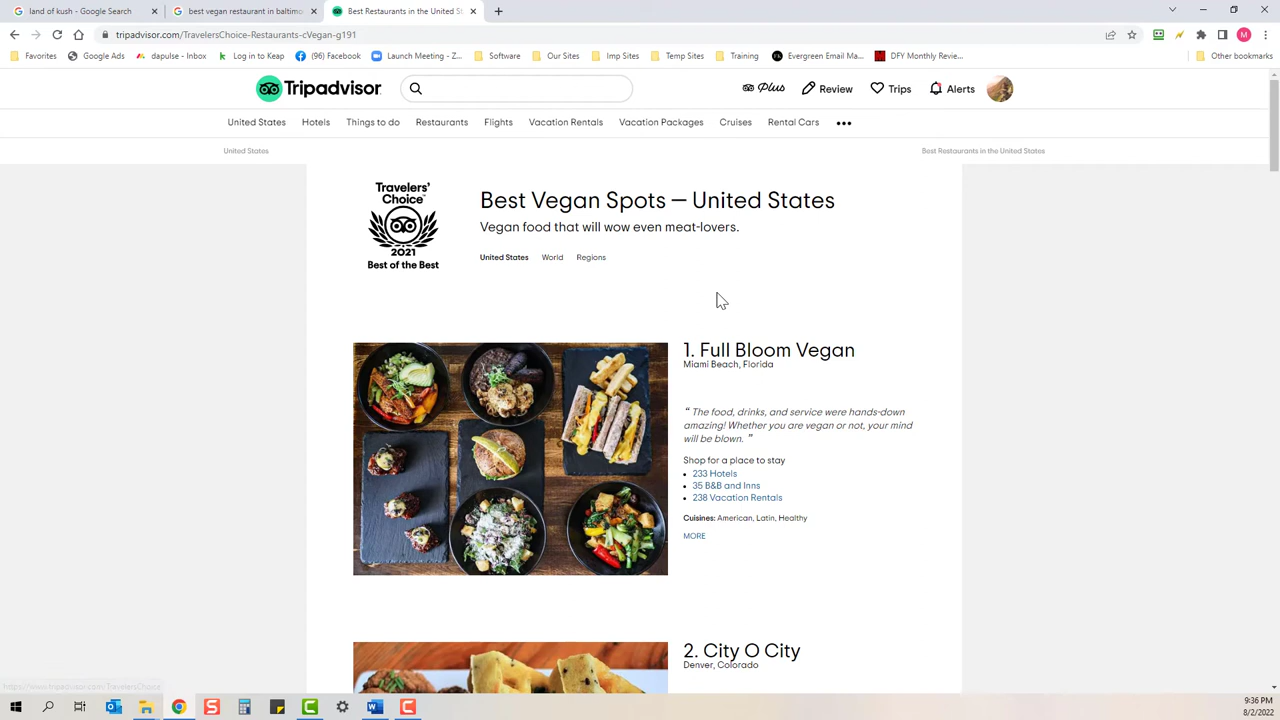 land of kush - Google Search
best vegan restaurant in baltimo
Best Restaurants in the United St
tripadvisor.com/TravelersChoice-Restaurants-cVegan-g191
Favorites
Google Ads
dapulse - Inbox
Log in to Keap
(96) Facebook
Launch Meeting - Z...
Software
Our Sites
Imp Sites
Temp Sites
Training
Evergreen Email Ma...
DFY Monthly Revie...
Other bookmarks
Tripadvisor
Plus
Review
Trips
Alerts
United States
Hotels
Things to do
Restaurants
Flights
Vacation Rentals
Vacation Packages
Cruises
Rental Cars
United States
Best Restaurants in the United States
Travelers'
Choice
2021
Best of the Best
Best Vegan Spots — United States
Vegan food that will wow even meat-lovers.
United States
World
Regions
1. Full Bloom Vegan
Miami Beach, Florida
“ The food, drinks, and service were hands-down
amazing! Whether you are vegan or not, your mind
will be blown. ”
Shop for a place to stay
233 Hotels
35 B&B and Inns
238 Vacation Rentals
Cuisines: American, Latin, Healthy
MORE
2. City O City
Denver, Colorado
https://www.tripadvisor.com/TravelersChoice
9:36 PM
8/2/2022